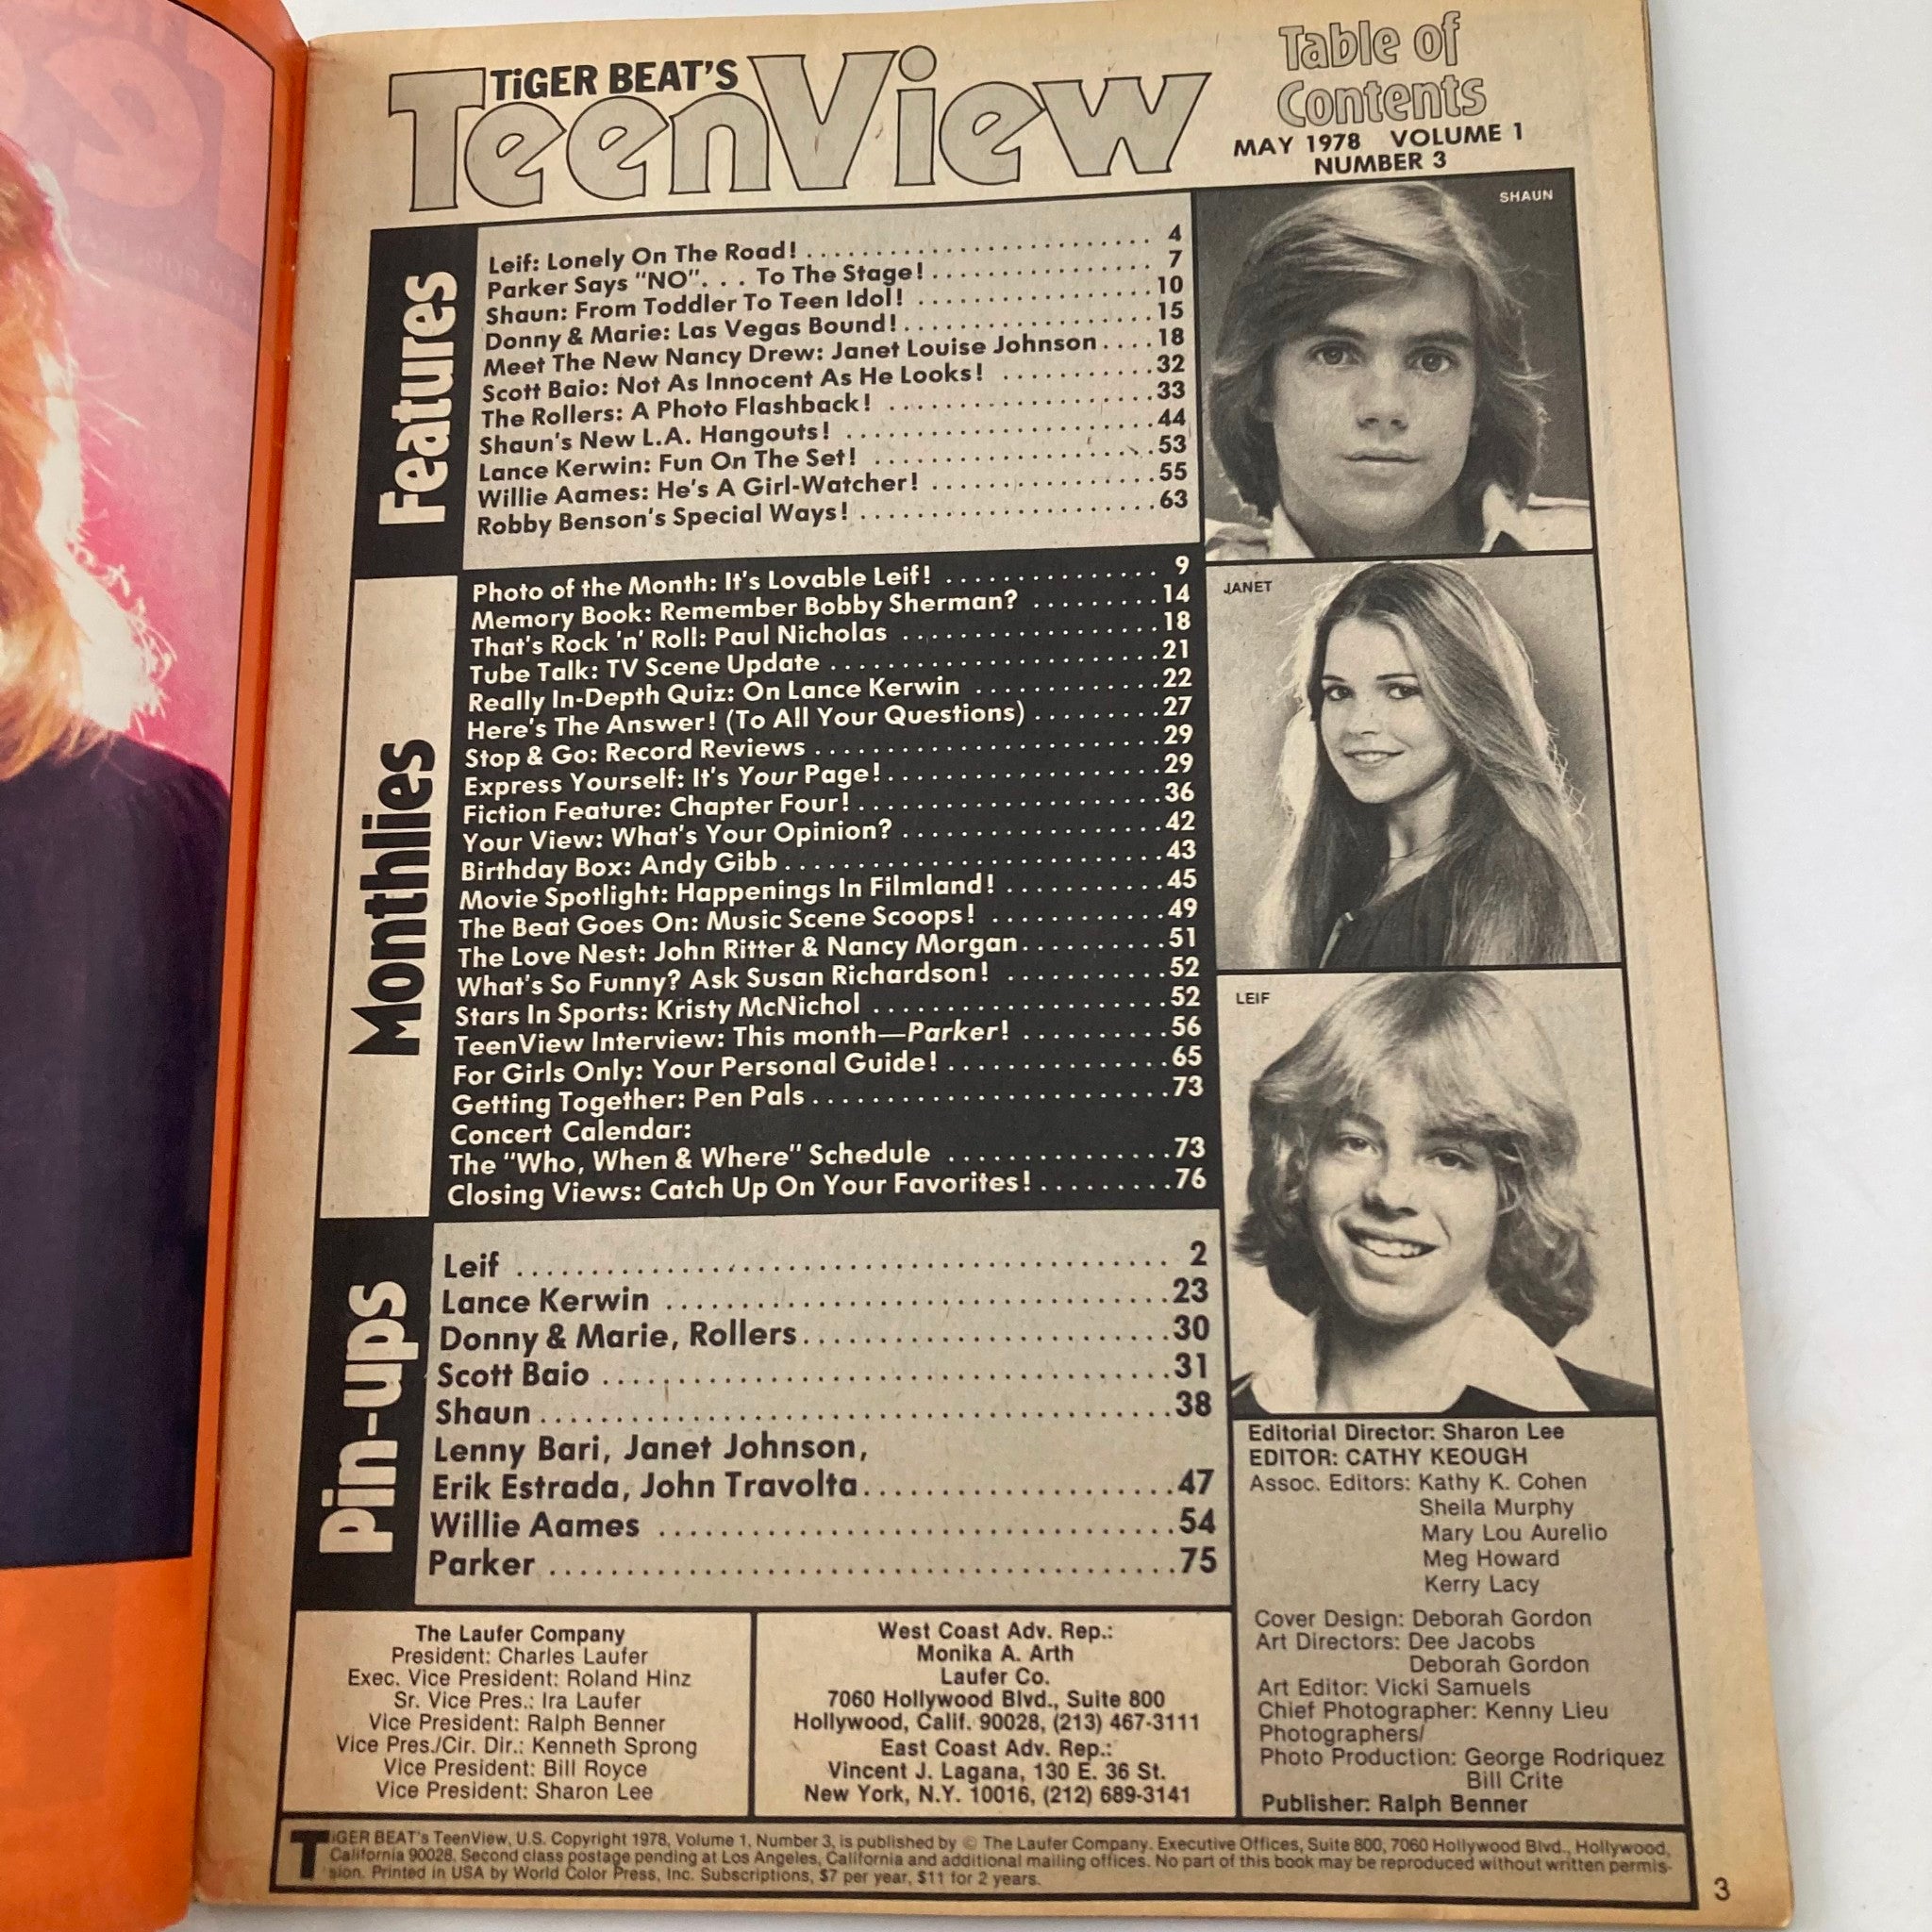 TiGER BEAT'S
TeenView
Table of
Contents
MAY 1978 VOLUME 1
NUMBER 3
Features
Leif: Lonely On The Road! . . . . . . . . . . 4
Parker Says "NO". . . To The Stage! . . . . . . . . . . 7
Shaun: From Toddler To Teen Idol! . . . . . . . . . . 10
Donny & Marie: Las Vegas Bound! . . . . . . . . . . 15
Meet The New Nancy Drew: Janet Louise Johnson . . . . 18
Scott Baio: Not As Innocent As He Looks! . . . . . . . . . . 32
The Rollers: A Photo Flashback! . . . . . . . . . . 33
Shaun's New L.A. Hangouts! . . . . . . . . . . 44
Lance Kerwin: Fun On The Set! . . . . . . . . . . 53
Willie Aames: He's A Girl-Watcher! . . . . . . . . . . 55
Robby Benson's Special Ways! . . . . . . . . . . 63
Monthlies
Photo of the Month: It's Lovable Leif! . . . . . . . . . . 9
Memory Book: Remember Bobby Sherman? . . . . . . . . . 14
That's Rock 'n' Roll: Paul Nicholas . . . . . . . . . . 18
Tube Talk: TV Scene Update . . . . . . . . . . 21
Really In-Depth Quiz: On Lance Kerwin . . . . . . . . . . 22
Here's The Answer! (To All Your Questions) . . . . . . . . . 27
Stop & Go: Record Reviews . . . . . . . . . . 29
Express Yourself: It's Your Page! . . . . . . . . . . 29
Fiction Feature: Chapter Four! . . . . . . . . . . 36
Your View: What's Your Opinion? . . . . . . . . . . 42
Birthday Box: Andy Gibb . . . . . . . . . . 43
Movie Spotlight: Happenings In Filmland! . . . . . . . . . . 45
The Beat Goes On: Music Scene Scoops! . . . . . . . . . . 49
The Love Nest: John Ritter & Nancy Morgan . . . . . . . . . . 51
What's So Funny? Ask Susan Richardson! . . . . . . . . . . 52
Stars In Sports: Kristy McNichol . . . . . . . . . . 52
TeenView Interview: This month—Parker! . . . . . . . . . . 56
For Girls Only: Your Personal Guide! . . . . . . . . . . 65
Getting Together: Pen Pals . . . . . . . . . . 73
Concert Calendar:
The "Who, When & Where" Schedule . . . . . . . . . . 73
Closing Views: Catch Up On Your Favorites! . . . . . . . . . 76
Pin-ups
Leif . . . . . . . . . . 2
Lance Kerwin . . . . . . . . . . 23
Donny & Marie, Rollers . . . . . . . . . . 30
Scott Baio . . . . . . . . . . 31
Shaun . . . . . . . . . . 38
Lenny Bari, Janet Johnson,
Erik Estrada, John Travolta . . . . . . . . . . 47
Willie Aames . . . . . . . . . . 54
Parker . . . . . . . . . . 75
SHAUN
JANET
LEIF
Editorial Director: Sharon Lee
EDITOR: CATHY KEOUGH
Assoc. Editors: Kathy K. Cohen
Sheila Murphy
Mary Lou Aurelio
Meg Howard
Kerry Lacy
Cover Design: Deborah Gordon
Art Directors: Dee Jacobs
Deborah Gordon
Art Editor: Vicki Samuels
Chief Photographer: Kenny Lieu
Photographers/
Photo Production: George Rodriquez
Bill Crite
Publisher: Ralph Benner
The Laufer Company
President: Charles Laufer
Exec. Vice President: Roland Hinz
Sr. Vice Pres.: Ira Laufer
Vice President: Ralph Benner
Vice Pres./Cir. Dir.: Kenneth Sprong
Vice President: Bill Royce
Vice President: Sharon Lee
West Coast Adv. Rep.:
Monika A. Arth
Laufer Co.
7060 Hollywood Blvd., Suite 800
Hollywood, Calif. 90028, (213) 467-3111
East Coast Adv. Rep.:
Vincent J. Lagana, 130 E. 36 St.
New York, N.Y. 10016, (212) 689-3141
TiGER BEAT's TeenView, U.S. Copyright 1978, Volume 1, Number 3, is published by © The Laufer Company. Executive Offices, Suite 800, 7060 Hollywood Blvd., Hollywood,
California 90028. Second class postage pending at Los Angeles, California and additional mailing offices. No part of this book may be reproduced without written permis-
sion. Printed in USA by World Color Press, Inc. Subscriptions, $7 per year, $11 for 2 years.
3